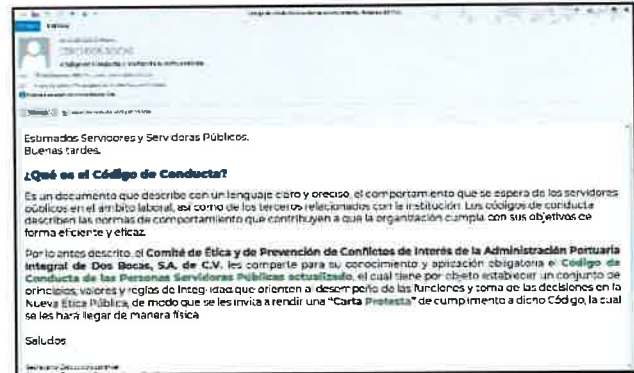 Estimados Servidores y Servidoras Públicos.
Buenas tardes.
¿Qué es el Código de Conducta?
Es un documento que describe con un lenguaje claro y preciso, el comportamiento que se espera de los servidores
públicos en el ámbito laboral, así como de los terceros relacionados con la institución. Los códigos de conducta
describen las normas de comportamiento que contribuyen a que la organización cumpla con sus objetivos de
forma eficiente y eficaz.
Por lo antes descrito, el Comité de Ética y de Prevención de Conflictos de Interés de la Administración Portuaria
Integral de Dos Bocas, S.A. de C.V. les comparte para su conocimiento y aplicación obligatoria el Código de
Conducta de las Personas Servidoras Públicas actualizado, el cual tiene por objeto establecer un conjunto de
principios, valores y reglas de integridad que orienten al desempeño de las funciones y toma de las decisiones en la
Nueva Ética Pública, de modo que se les invita a rendir una "Carta Protesta" de cumplimento a dicho Código, la cual
se les hará llegar de manera física
Saludos